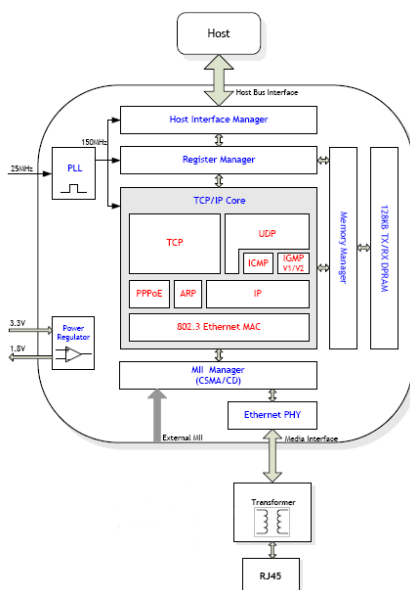 Host
Host Bus Interface
Host Interface Manager
150MHz
25MHz
PLL
Register Manager
TCP/IP Core
TCP
UDP
ICMP
IGMP
V1/V2
PPPoE
ARP
IP
802.3 Ethernet MAC
Memory Manager
128KB TX/RX DPRAM
3.3V
1.8V
Power
Regulator
MII Manager
(CSMA/CD)
Ethernet PHY
External MII
Media Interface
Transformer
RJ45